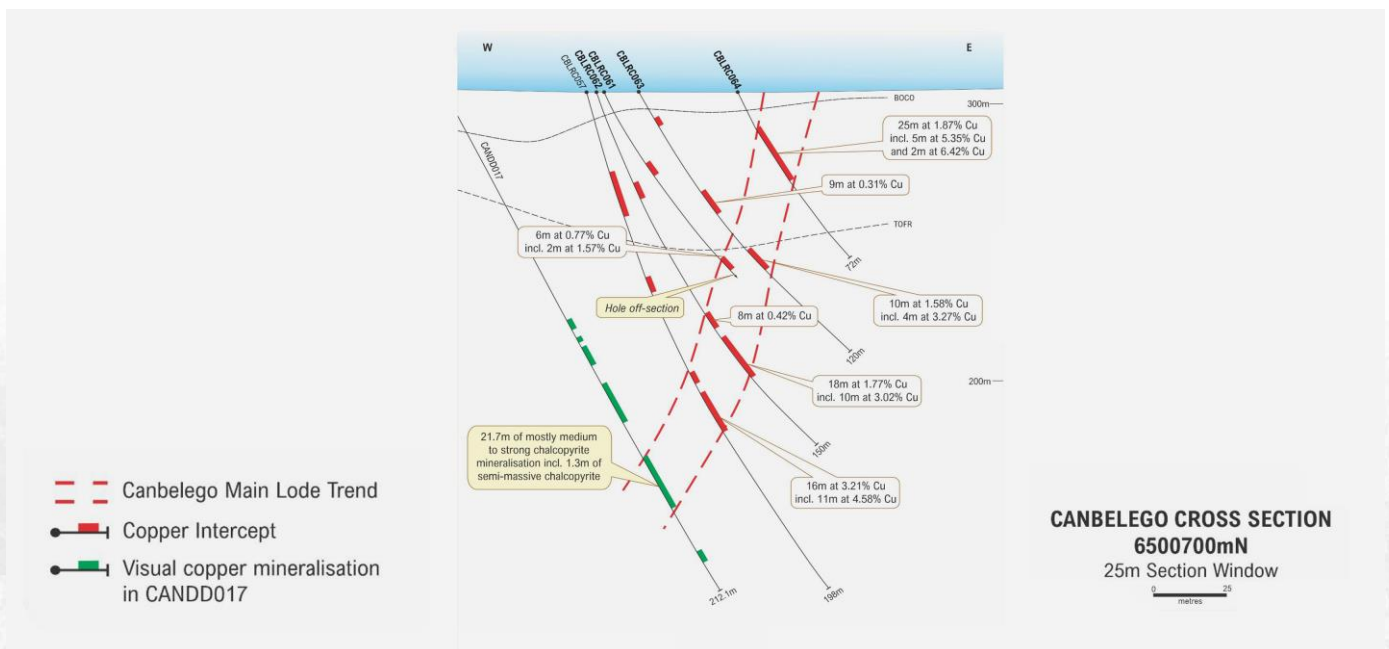 W
E
CBLRC057
CBLRC062
CBLRC061
CBLRC063
CBLRC064
BOCO
300m
25m at 1.87% Cu
incl. 5m at 5.35% Cu
and 2m at 6.42% Cu
CANDD017
9m at 0.31% Cu
TOFR
6m at 0.77% Cu
incl. 2m at 1.57% Cu
72m
Hole off-section
10m at 1.58% Cu
incl. 4m at 3.27% Cu
8m at 0.42% Cu
120m
200m
18m at 1.77% Cu
incl. 10m at 3.02% Cu
150m
21.7m of mostly medium
to strong chalcopyrite
mineralisation incl. 1.3m of
semi-massive chalcopyrite
16m at 3.21% Cu
incl. 11m at 4.58% Cu
212.1m
198m
Canbelego Main Lode Trend
Copper Intercept
Visual copper mineralisation
in CANDD017
CANBELEGO CROSS SECTION
6500700mN
25m Section Window
0 25
metres